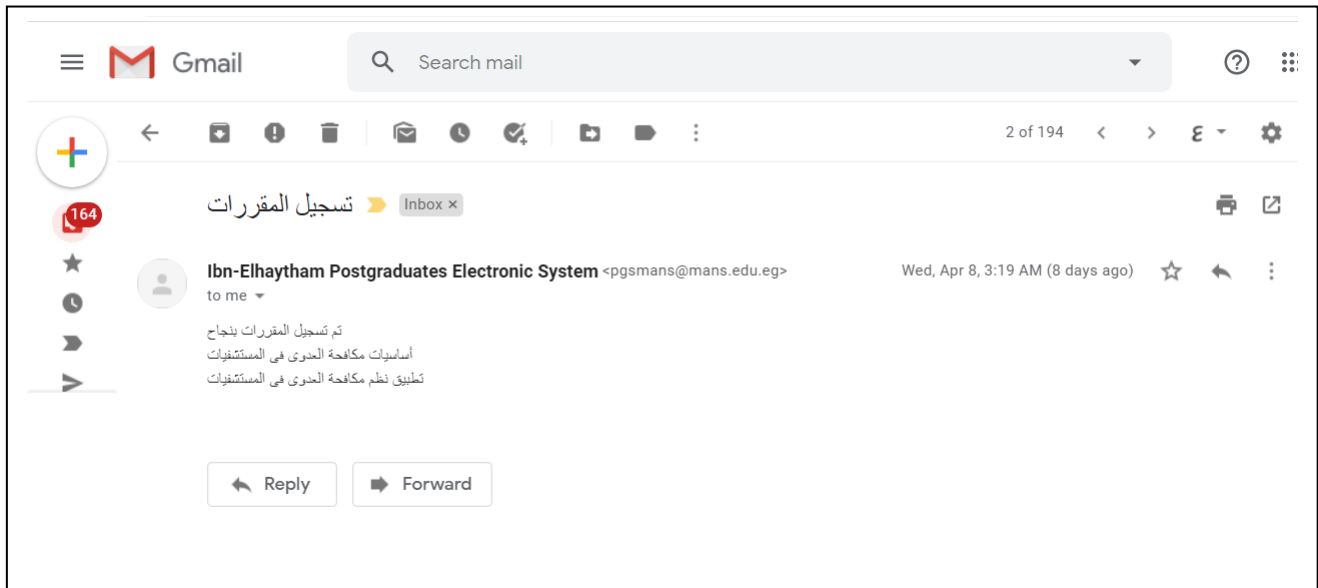 Gmail
Search mail
2 of 194
ع
164
تسجيل المقررات
Inbox ×
Ibn-Elhaytham Postgraduates Electronic System <pgsmans@mans.edu.eg>
Wed, Apr 8, 3:19 AM (8 days ago)
to me
تم تسجيل المقررات بنجاح
أساسيات مكافحة العدوى فى المستشفيات
تطبيق نظم مكافحة العدوى فى المستشفيات
Reply
Forward